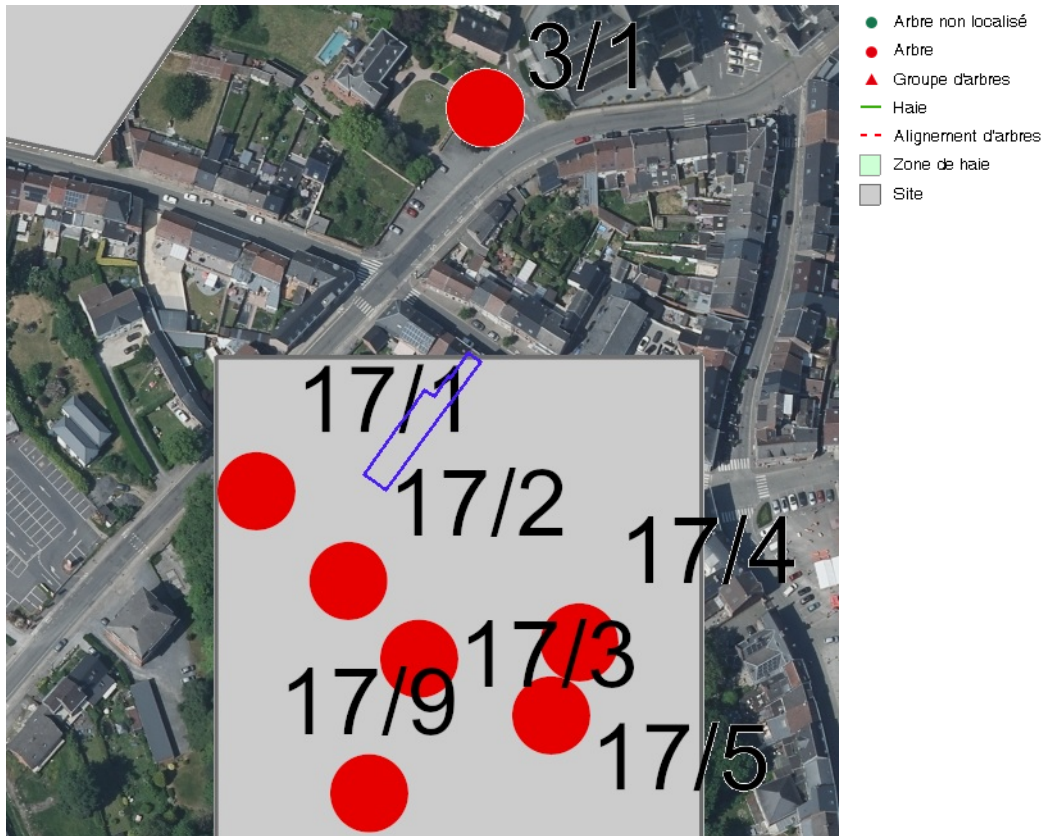 3/1
17/1
17/2
17/4
17/3
17/9
17/5
Arbre non localisé
Arbre
Groupe d'arbres
Haie
Alignement d'arbres
Zone de haie
Site